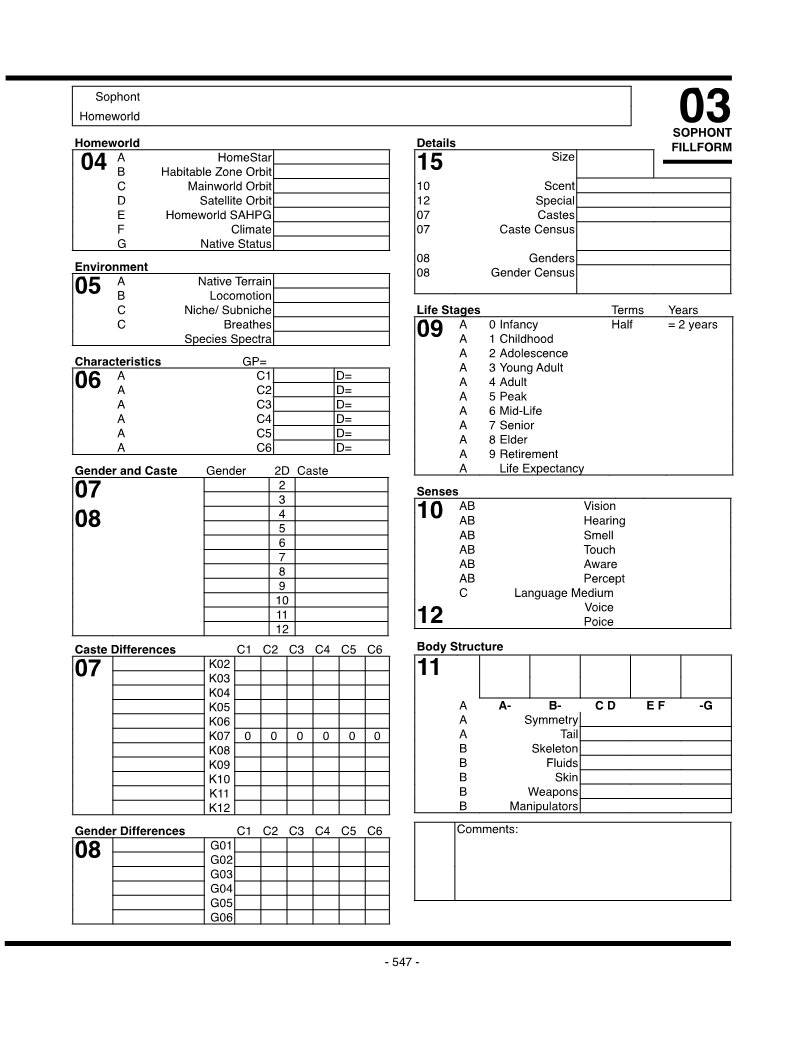 Sophont
Homeworld
03
SOPHONT
FILLFORM
Homeworld
04 A HomeStar
B Habitable Zone Orbit
C Mainworld Orbit
D Satellite Orbit
E Homeworld SAHPG
F Climate
G Native Status
Environment
05 A Native Terrain
B Locomotion
C Niche/ Subniche
C Breathes
Species Spectra
Characteristics GP=
06 A C1 D=
A C2 D=
A C3 D=
A C4 D=
A C5 D=
A C6 D=
Gender and Caste Gender 2D Caste
07 2
3
08 4
5
6
7
8
9
10
11
12
Caste Differences C1 C2 C3 C4 C5 C6
07 K02
K03
K04
K05
K06
K07 0 0 0 0 0 0
K08
K09
K10
K11
K12
Gender Differences C1 C2 C3 C4 C5 C6
08 G01
G02
G03
G04
G05
G06
Details
15 Size
10 Scent
12 Special
07 Castes
07 Caste Census
08 Genders
08 Gender Census
Life Stages Terms Years
09 A 0 Infancy Half = 2 years
A 1 Childhood
A 2 Adolescence
A 3 Young Adult
A 4 Adult
A 5 Peak
A 6 Mid-Life
A 7 Senior
A 8 Elder
A 9 Retirement
A Life Expectancy
Senses
10 AB Vision
AB Hearing
AB Smell
AB Touch
AB Aware
AB Percept
C Language Medium
12 Voice
Poice
Body Structure
11
A A- B- C D E F -G
A Symmetry
A Tail
B Skeleton
B Fluids
B Skin
B Weapons
B Manipulators
Comments:
- 547 -